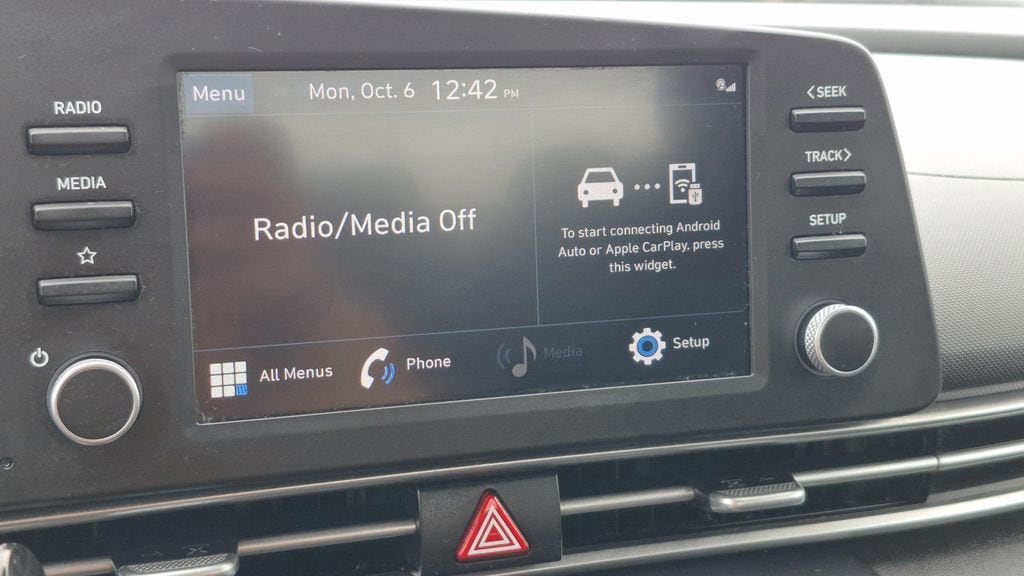 RADIO
MEDIA
Menu
Mon, Oct. 6 12:42 PM
Radio/Media Off
To start connecting Android
Auto or Apple CarPlay, press
this widget.
All Menus
Phone
Media
Setup
<SEEK
TRACK>
SETUP